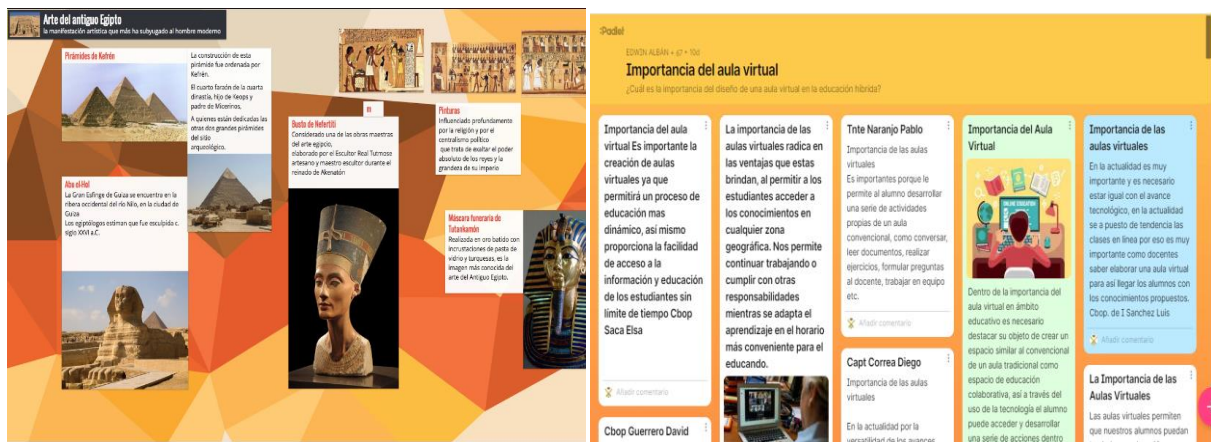 Arte del antiguo Egipto
la manifestación artística que más ha subyugado al hombre moderno
Pirámides de Kefrén
La construcción de esta
pirámide fue ordenada por
Kefrén.
El cuarto faraón de la cuarta
dinastía, hijo de Keops y
padre de Micerinos,
A quienes están dedicadas las
otras dos grandes pirámides
del sitio
arqueológico.
Abu el-Hol
La Gran Esfinge de Guiza se encuentra en la
ribera occidental del río Nilo, en la ciudad de
Guiza
Los egiptólogos estiman que fue esculpida c.
siglo XXVI a.C.
Busto de Nefertiti
Considerado una de las obras maestras
del arte egipcio,
elaborado por el Escultor Real Tutmose
artesano y maestro escultor durante el
reinado de Akenatón
m
Pinturas
Influenciado profundamente
por la religión y por el
centralismo político
que trata de exaltar el poder
absoluto de los reyes y la
grandeza de su imperio
Máscara funeraria de
Tutankamón
Realizada en oro batido con
incrustaciones de pasta de
vidrio y turquesas, es la
imagen más conocida del
arte del Antiguo Egipto.
:Padlet
EDWIN ALBÁN + 57 • 10d
Importancia del aula virtual
¿Cuál es la importancia del diseño de una aula virtual en la educación híbrida?
Importancia del aula
virtual Es importante la
creación de aulas
virtuales ya que
permitirá un proceso de
educación mas
dinámico, así mismo
proporciona la facilidad
de acceso a la
información y educación
de los estudiantes sin
límite de tiempo Cbop
Saca Elsa
Añadir comentario
Cbop Guerrero David
La importancia de las
aulas virtuales radica en
las ventajas que estas
brindan, al permitir a los
estudiantes acceder a
los conocimientos en
cualquier zona
geográfica. Nos permite
continuar trabajando o
cumplir con otras
responsabilidades
mientras se adapta el
aprendizaje en el horario
más conveniente para el
educando.
Tnte Naranjo Pablo
Importancia de las aulas
virtuales
Es importantes porque le
permite al alumno desarrollar
una serie de actividades
propias de un aula
convencional, como conversar,
leer documentos, realizar
ejercicios, formular preguntas
al docente, trabajar en equipo
etc.
Añadir comentario
Capt Correa Diego
Importancia de las aulas
virtuales
En la actualidad por la
versatilidad de los avances
Importancia del Aula
Virtual
ONLINE EDUCATION
Dentro de la importancia del
aula virtual en ámbito
educativo es necesario
destacar su objeto de crear un
espacio similar al convencional
de un aula tradicional como
espacio de educación
colaborativa, así a través del
uso de la tecnología el alumno
puede acceder y desarrollar
una serie de acciones dentro
Importancia de las
aulas virtuales
En la actualidad es muy
importante y es necesario
estar igual con el avance
tecnológico, en la actualidad
se a puesto de tendencia las
clases en línea por eso es muy
importante como docentes
saber elaborar una aula virtual
para así llegar los alumnos con
los conocimientos propuestos.
Cbop. de I Sanchez Luis
Añadir comentario
La Importancia de las
Aulas Virtuales
Las aulas virtuales permiten
que nuestros alumnos puedan